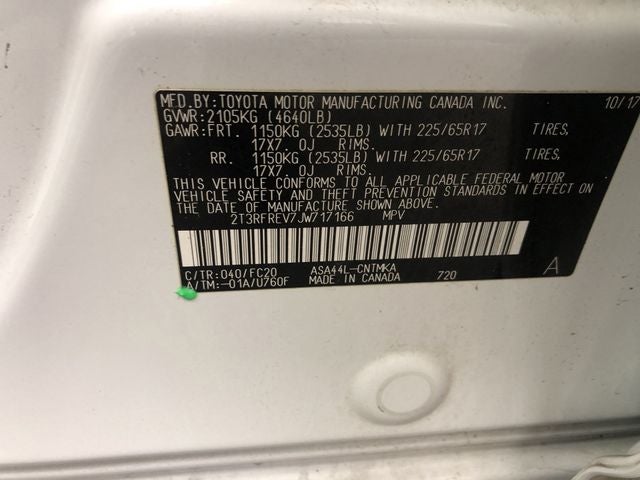 MFD.BY:TOYOTA MOTOR MANUFACTURING CANADA INC. 10/17
GVWR:2105KG (4640LB)
GAWR:FRT. 1150KG (2535LB) WITH 225/65R17 TIRES,
17X7.0J RIMS.
RR. 1150KG (2535LB) WITH 225/65R17 TIRES,
17X7.0J RIMS.
THIS VEHICLE CONFORMS TO ALL APPLICABLE FEDERAL MOTOR
VEHICLE SAFETY AND THEFT PREVENTION STANDARDS IN EFFECT ON
THE DATE OF MANUFACTURE SHOWN ABOVE.
2T3RFREV7JW717166 MPV
C/TR:040/FC20 ASA44L-CNTMKA 720 A
A/TM:-01A/U760F MADE IN CANADA